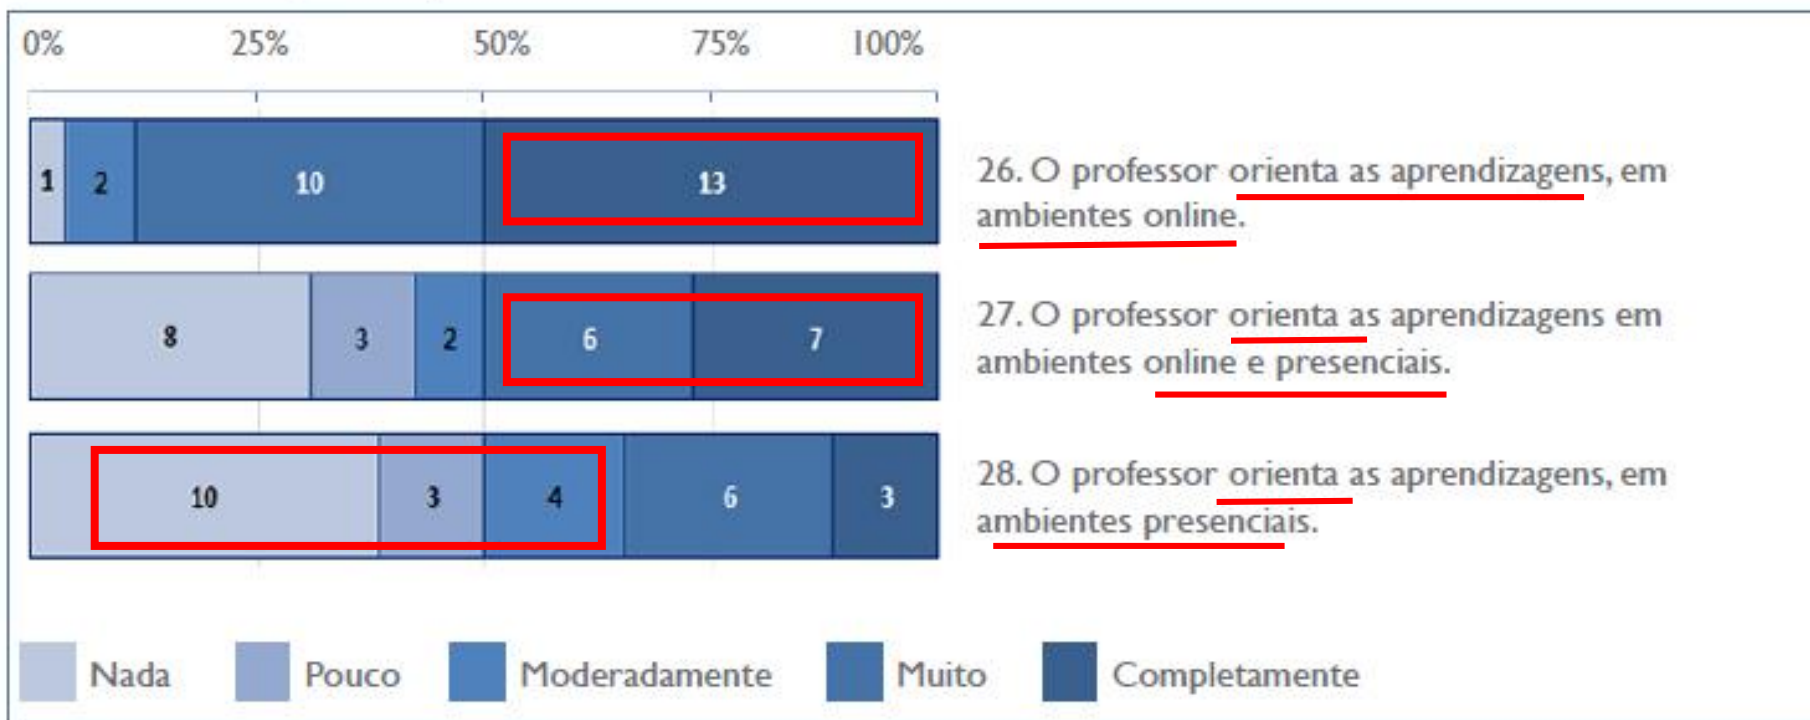 0% 25% 50% 75% 100%
1 2 10 13
26. O professor orienta as aprendizagens, em
ambientes online.
8 3 2 6 7
27. O professor orienta as aprendizagens em
ambientes online e presenciais.
10 3 4 6 3
28. O professor orienta as aprendizagens, em
ambientes presenciais.
Nada Pouco Moderadamente Muito Completamente